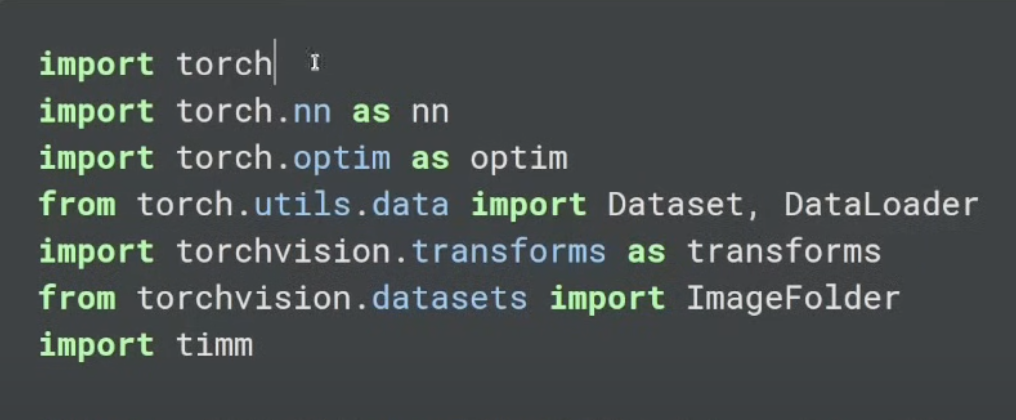 import torch
import torch.nn as nn
import torch.optim as optim
from torch.utils.data import Dataset, DataLoader
import torchvision.transforms as transforms
from torchvision.datasets import ImageFolder
import timm